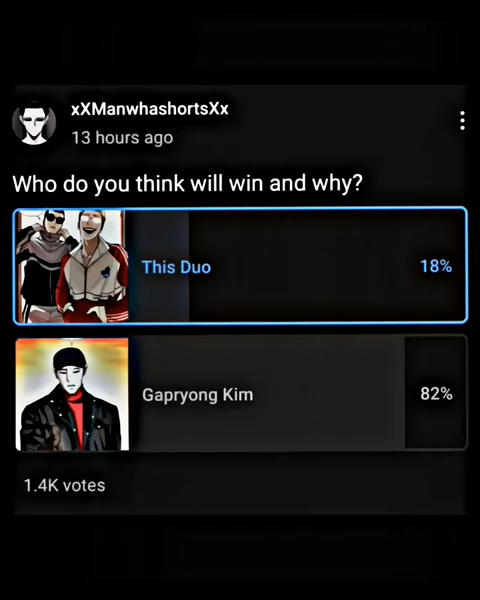 xXManwhashortsXx
13 hours ago
Who do you think will win and why?
This Duo
18%
Gapryong Kim
82%
1.4K votes